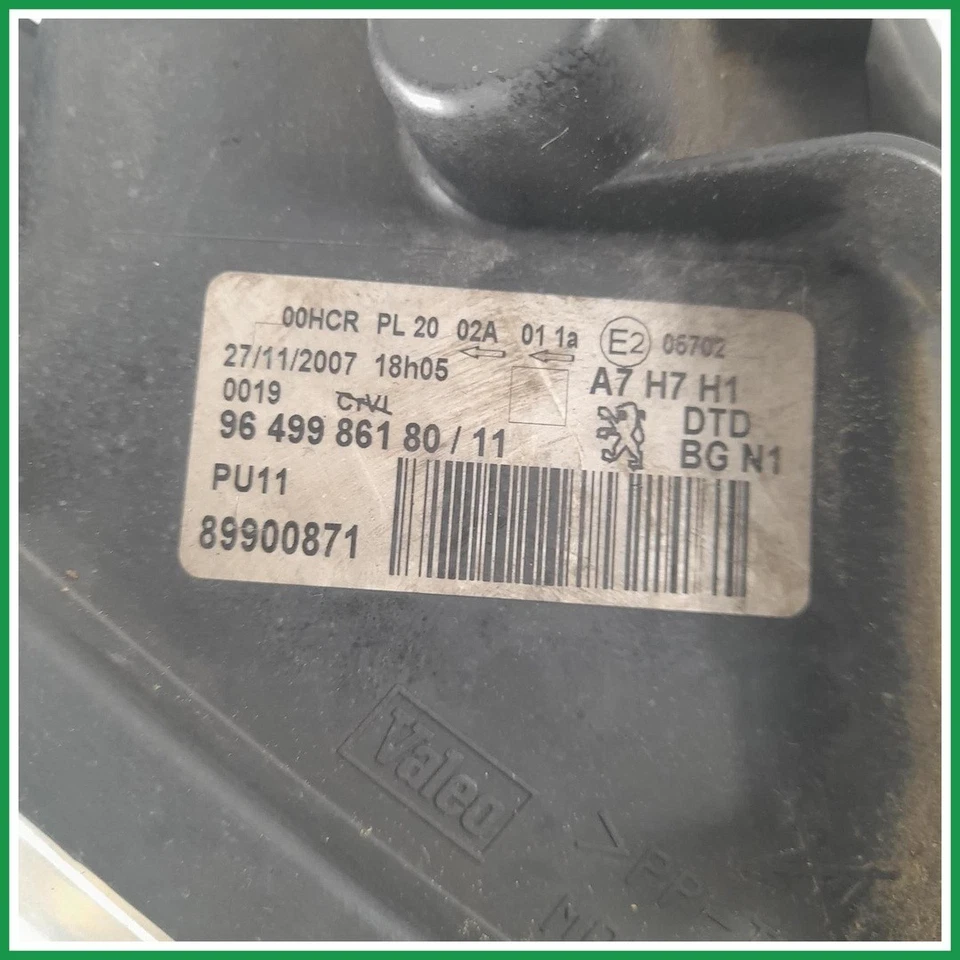 00HCR PL 20 02A 01 1a E2 05702
27/11/2007 18h05 A7 H7 H1
0019 CTVL DTD
96 499 861 80 / 11 BG N1
PU11
89900871
Valeo
>PP-